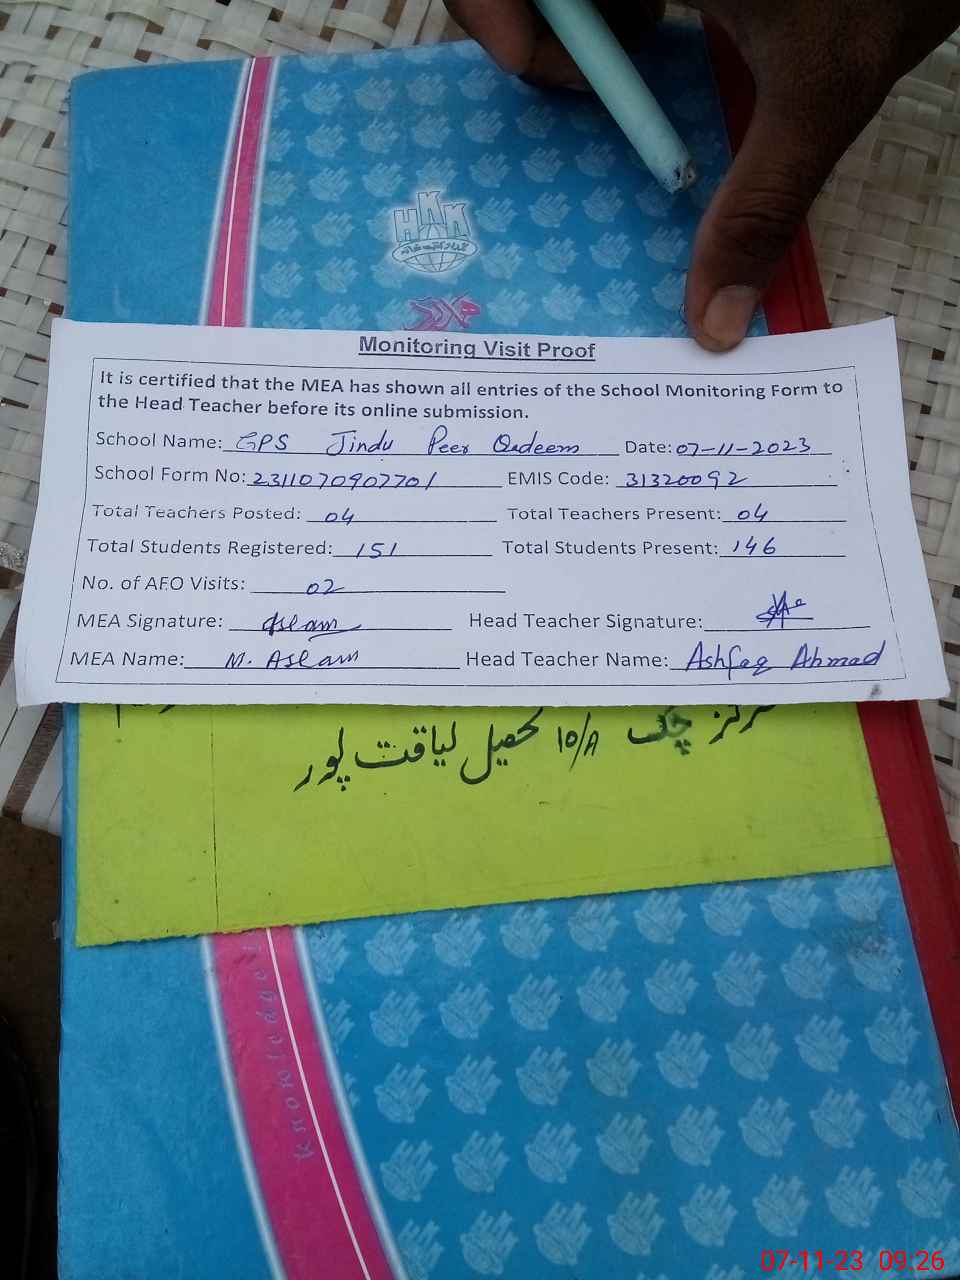 HKK
Monitoring Visit Proof
It is certified that the MEA has shown all entries of the School Monitoring Form to
the Head Teacher before its online submission.
School Name: GPS Jindu Peer Qadeem Date: 07-11-2023
School Form No: 2311070907701 EMIS Code: 31320092
Total Teachers Posted: 04 Total Teachers Present: 04
Total Students Registered: 151 Total Students Present: 146
No. of AEO Visits: 02
MEA Signature: Aslam Head Teacher Signature:
MEA Name: M. Aslam Head Teacher Name: Ashfaq Ahmad
مرکز چک 10/A تحصیل لیاقت پور
knowledge
07-11-23 09:26